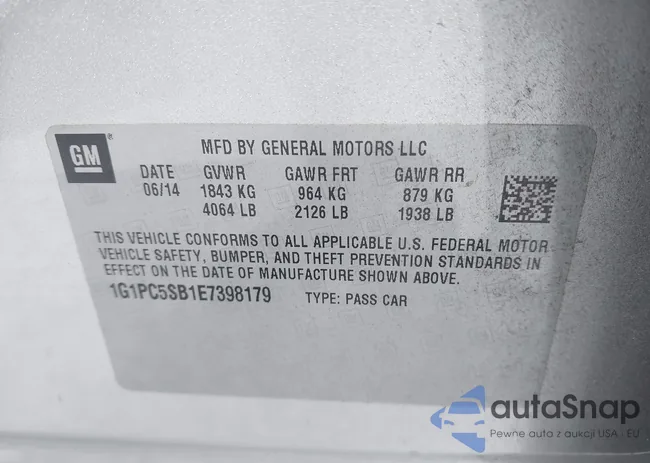 GM
MFD BY GENERAL MOTORS LLC
DATE GVWR GAWR FRT GAWR RR
06/14 1843 KG 964 KG 879 KG
4064 LB 2126 LB 1938 LB
THIS VEHICLE CONFORMS TO ALL APPLICABLE U.S. FEDERAL MOTOR
VEHICLE SAFETY, BUMPER, AND THEFT PREVENTION STANDARDS IN
EFFECT ON THE DATE OF MANUFACTURE SHOWN ABOVE.
1G1PC5SB1E7398179 TYPE: PASS CAR
autaSnap
Pewne auta z aukcji USA i EU